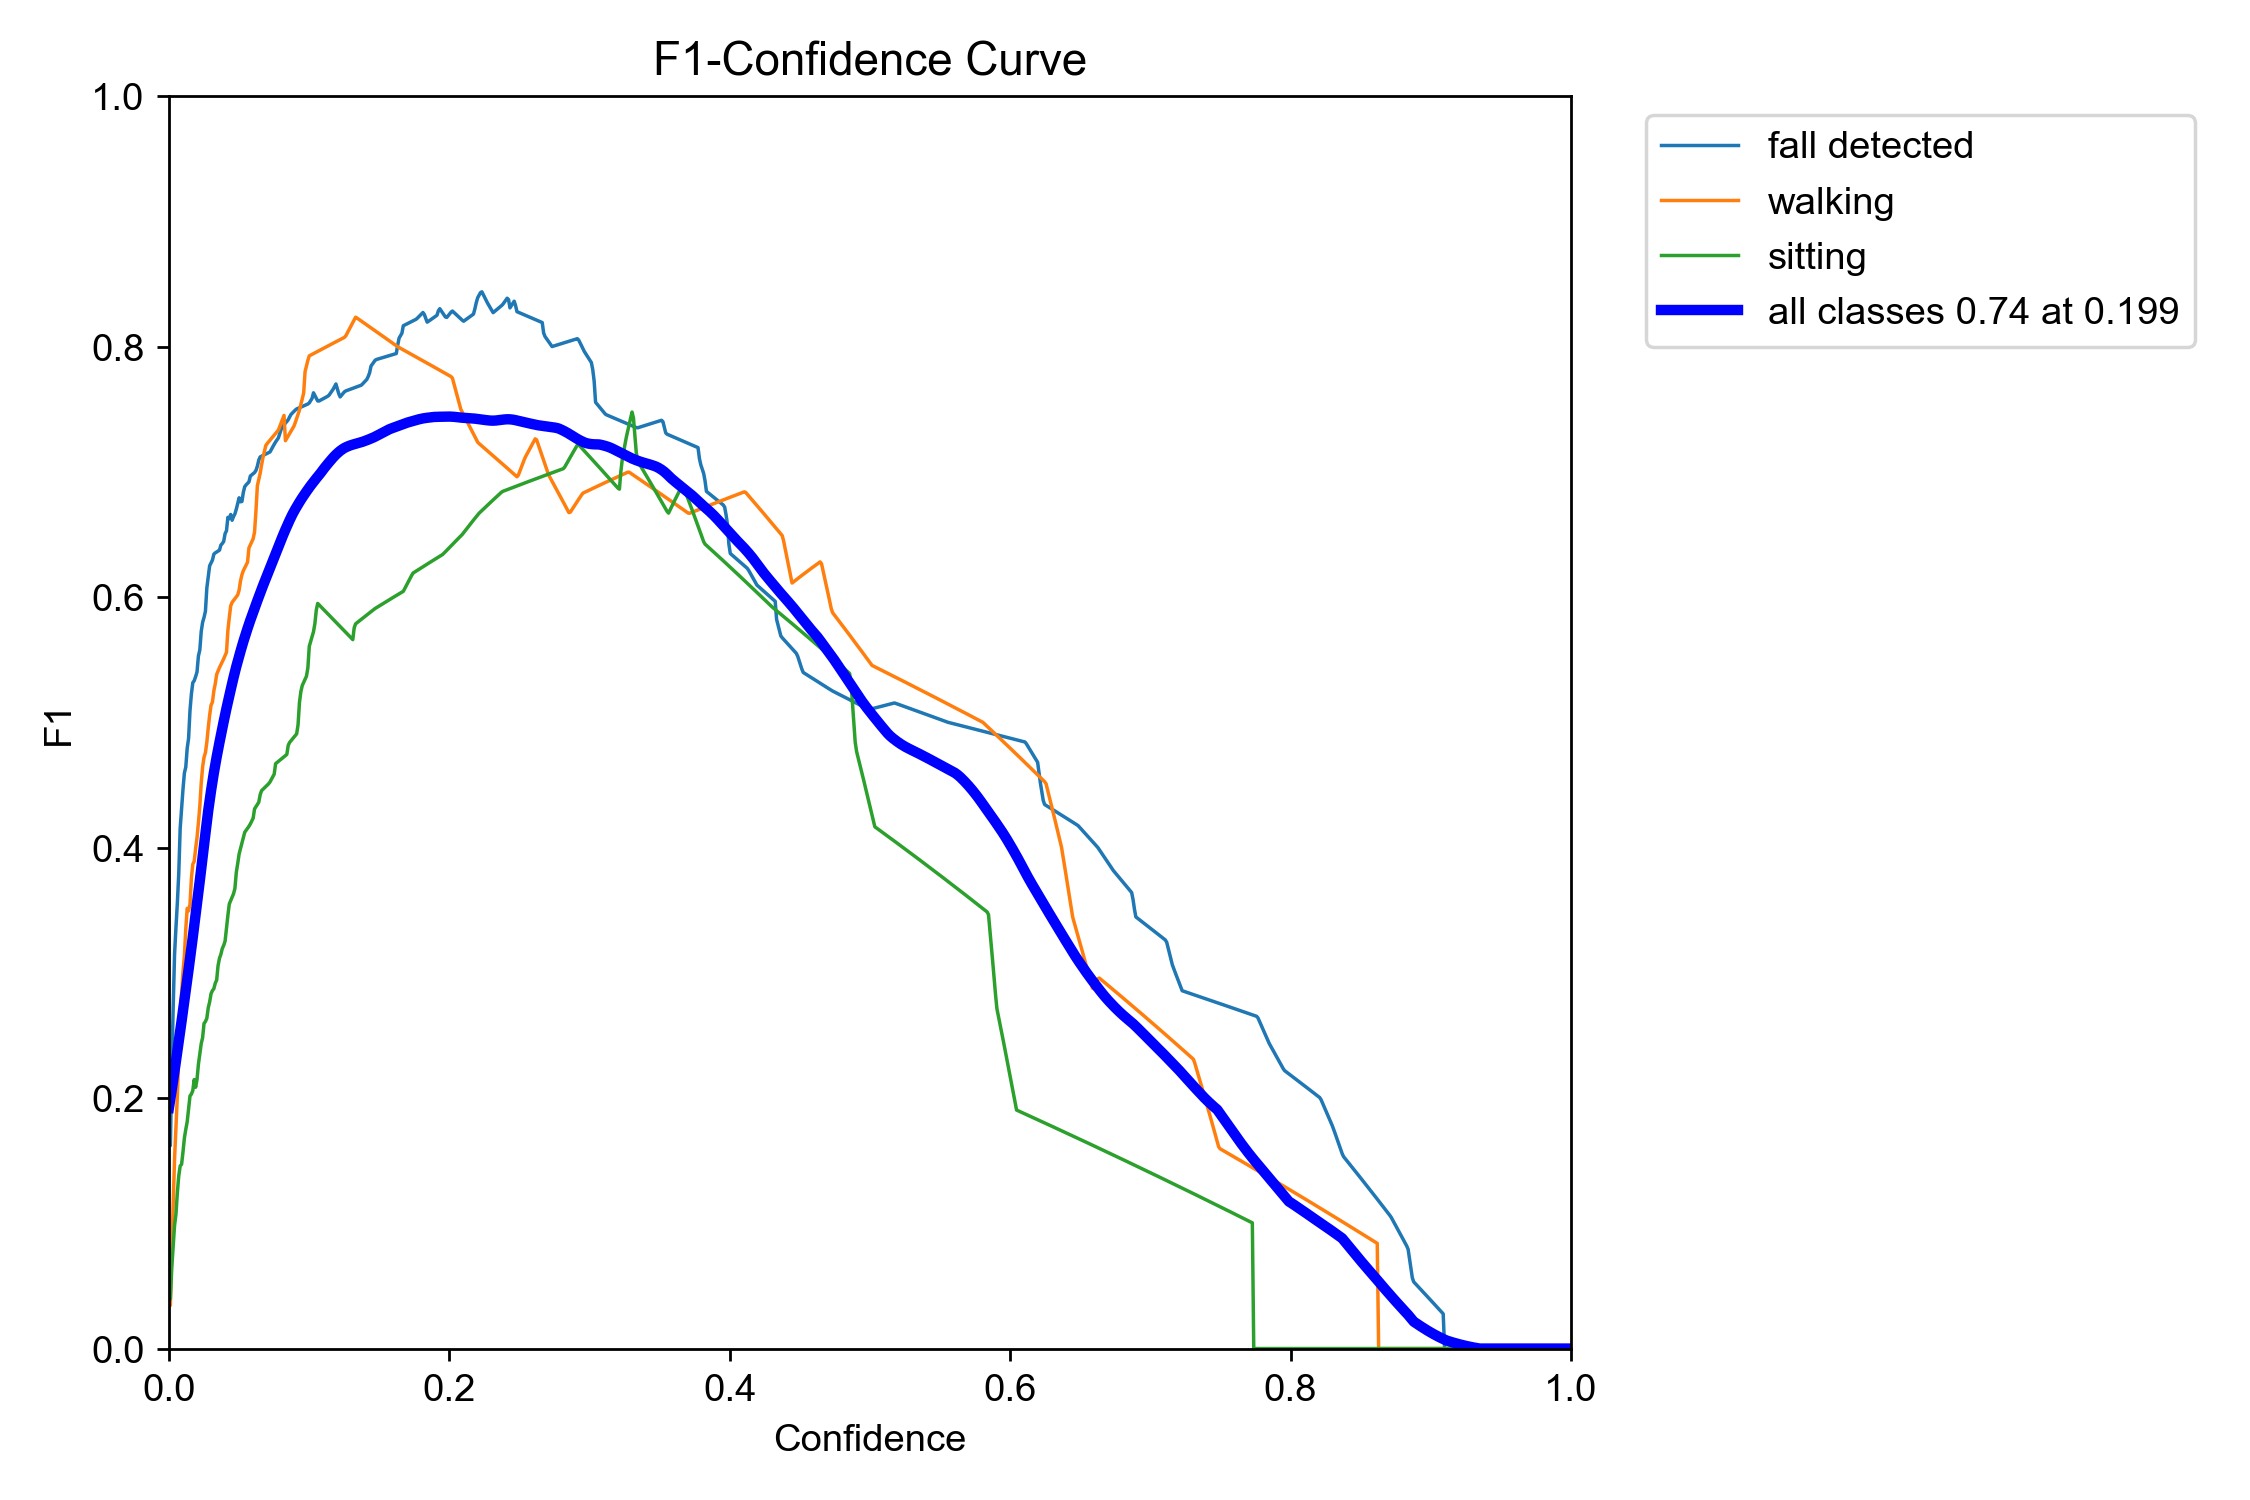 F1-Confidence Curve
1.0
0.8
0.6
0.4
0.2
0.0
F1
0.0 0.2 0.4 0.6 0.8 1.0
Confidence
fall detected
walking
sitting
all classes 0.74 at 0.199